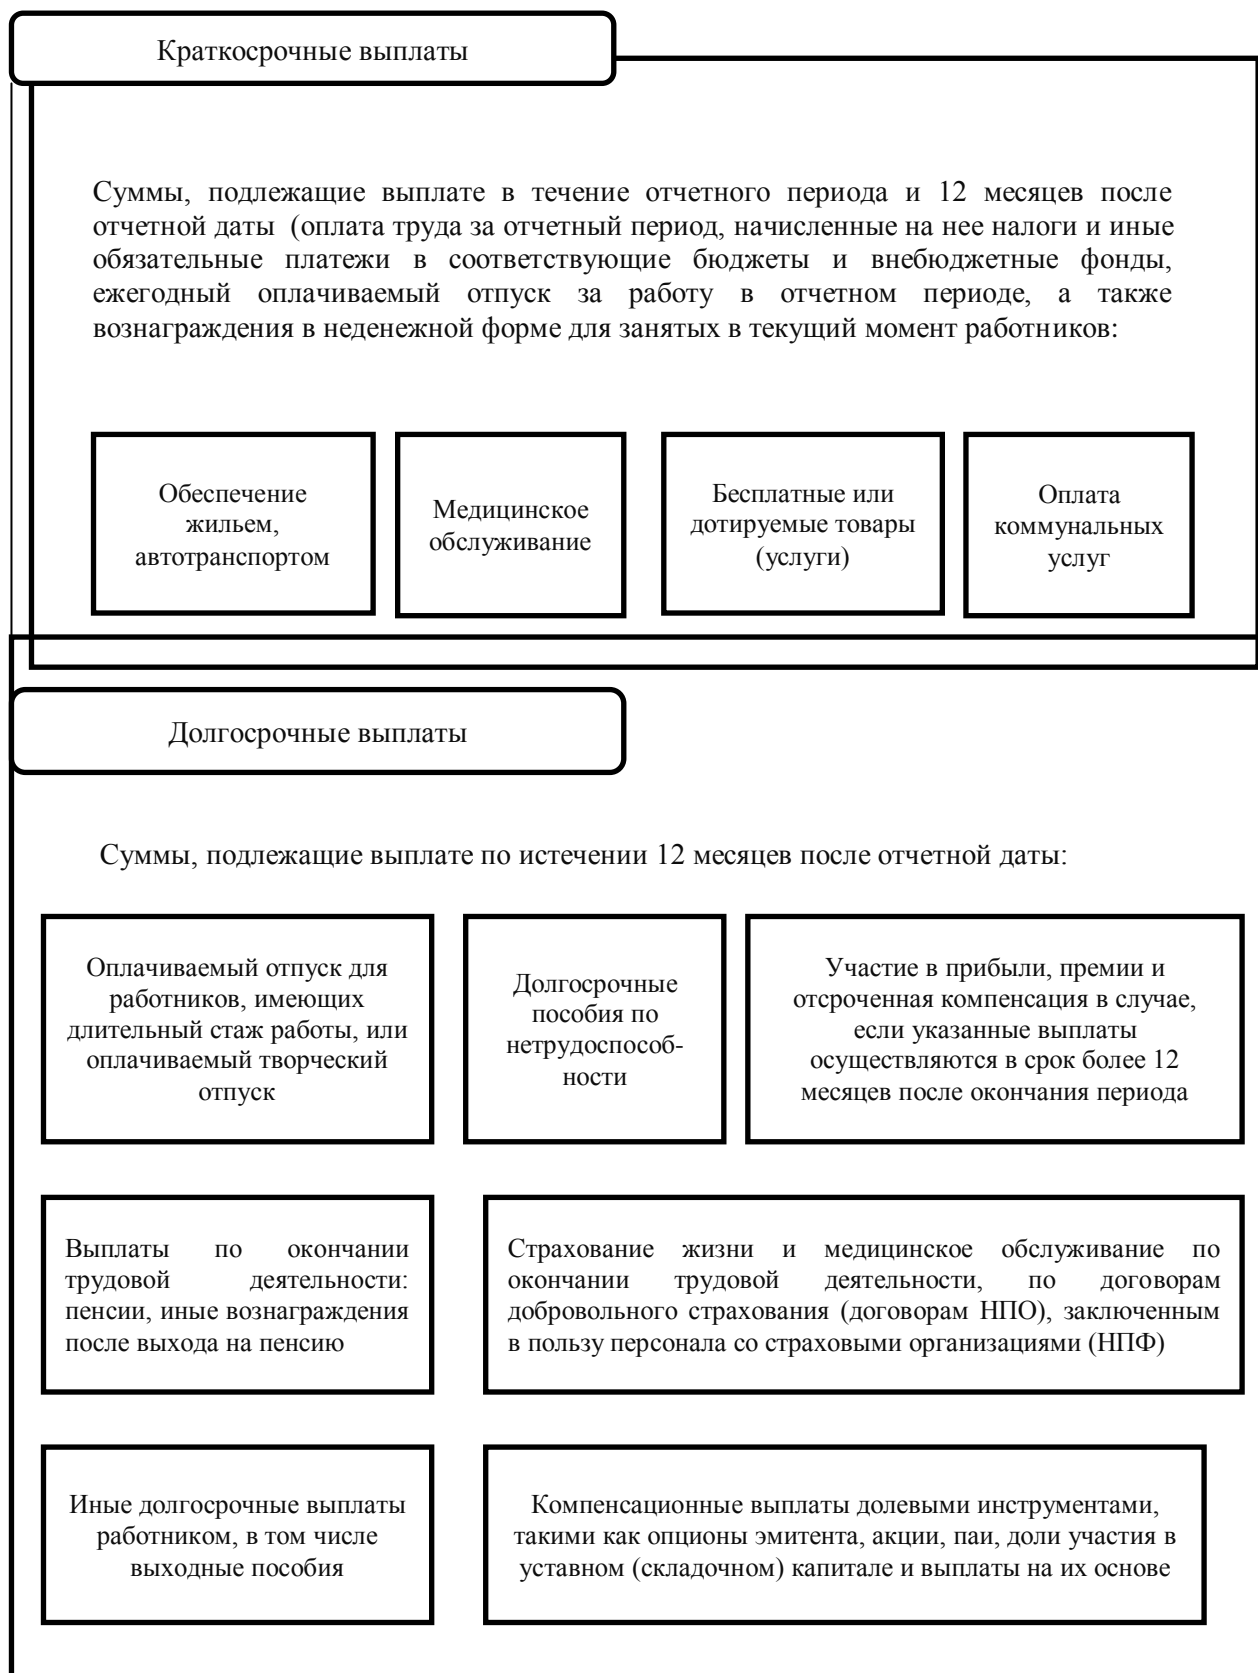 Краткосрочные выплаты
Суммы, подлежащие выплате в течение отчетного периода и 12 месяцев после
отчетной даты (оплата труда за отчетный период, начисленные на нее налоги и иные
обязательные платежи в соответствующие бюджеты и внебюджетные фонды,
ежегодный оплачиваемый отпуск за работу в отчетном периоде, а также
вознаграждения в неденежной форме для занятых в текущий момент работников:
Обеспечение
жильем,
автотранспортом
Медицинское
обслуживание
Бесплатные или
дотируемые товары
(услуги)
Оплата
коммунальных
услуг
Долгосрочные выплаты
Суммы, подлежащие выплате по истечении 12 месяцев после отчетной даты:
Оплачиваемый отпуск для
работников, имеющих
длительный стаж работы, или
оплачиваемый творческий
отпуск
Долгосрочные
пособия по
нетрудоспособ-
ности
Участие в прибыли, премии и
отсроченная компенсация в случае,
если указанные выплаты
осуществляются в срок более 12
месяцев после окончания периода
Выплаты по окончании
трудовой деятельности:
пенсии, иные вознаграждения
после выхода на пенсию
Страхование жизни и медицинское обслуживание по
окончании трудовой деятельности, по договорам
добровольного страхования (договорам НПО), заключенным
в пользу персонала со страховыми организациями (НПФ)
Иные долгосрочные выплаты
работником, в том числе
выходные пособия
Компенсационные выплаты долевыми инструментами,
такими как опционы эмитента, акции, паи, доли участия в
уставном (складочном) капитале и выплаты на их основе